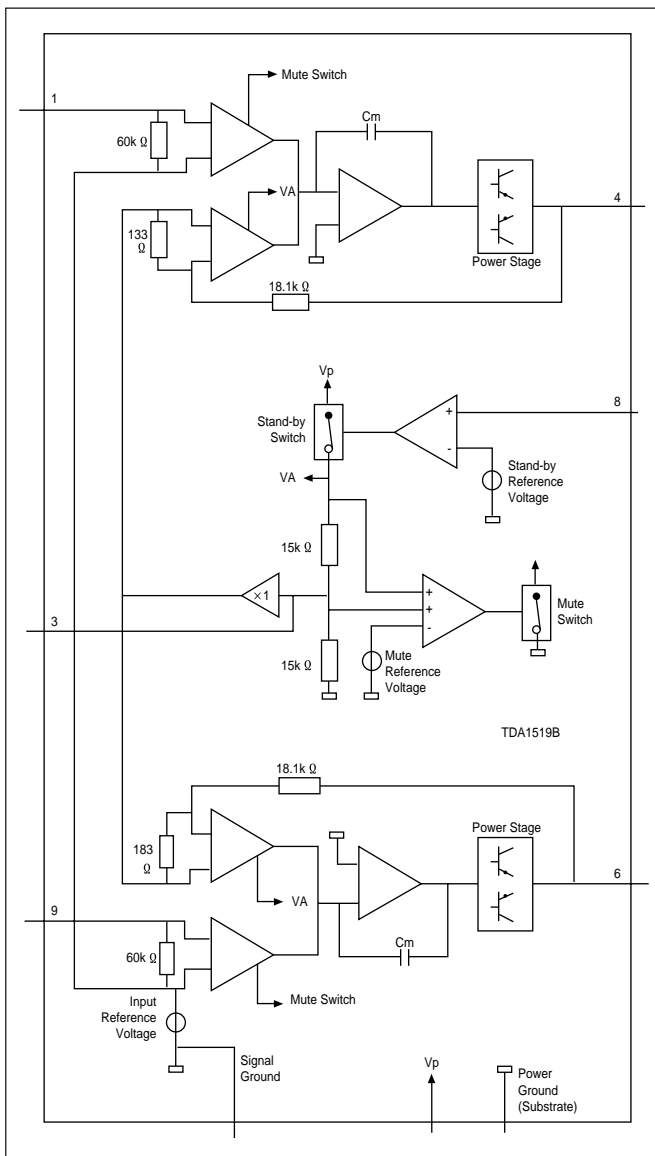 Mute Switch
1
Cm
60k Ω
VA
4
133
Ω
Power Stage
18.1k Ω
Vp
8
Stand-by
Switch
+
-
Stand-by
Reference
Voltage
VA
15k Ω
×1
+
+
-
Mute
Switch
3
15k Ω
Mute
Reference
Voltage
TDA1519B
18.1k Ω
Power Stage
183
Ω
6
VA
9
Cm
60k Ω
Mute Switch
Input
Reference
Voltage
Signal
Ground
Vp
Power
Ground
(Substrate)